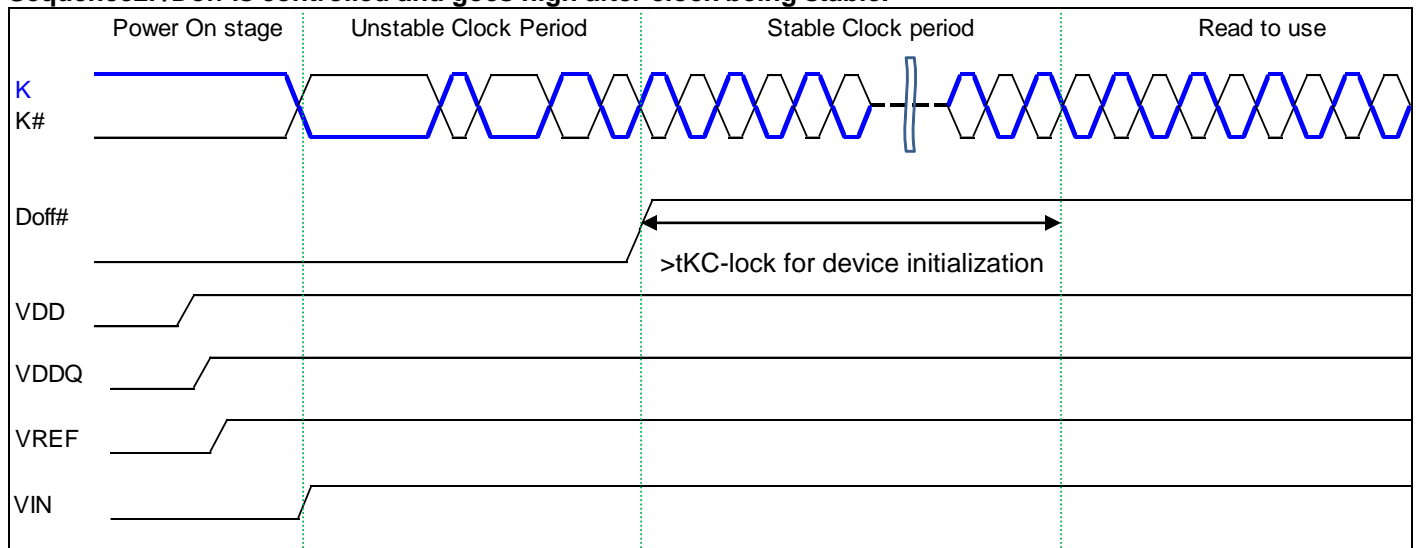 Sequence2. /Doff is controlled and goes high after clock being stable.
Power On stage
Unstable Clock Period
Stable Clock period
Read to use
K
K#
Doff#
>tKC-lock for device initialization
VDD
VDDQ
VREF
VIN